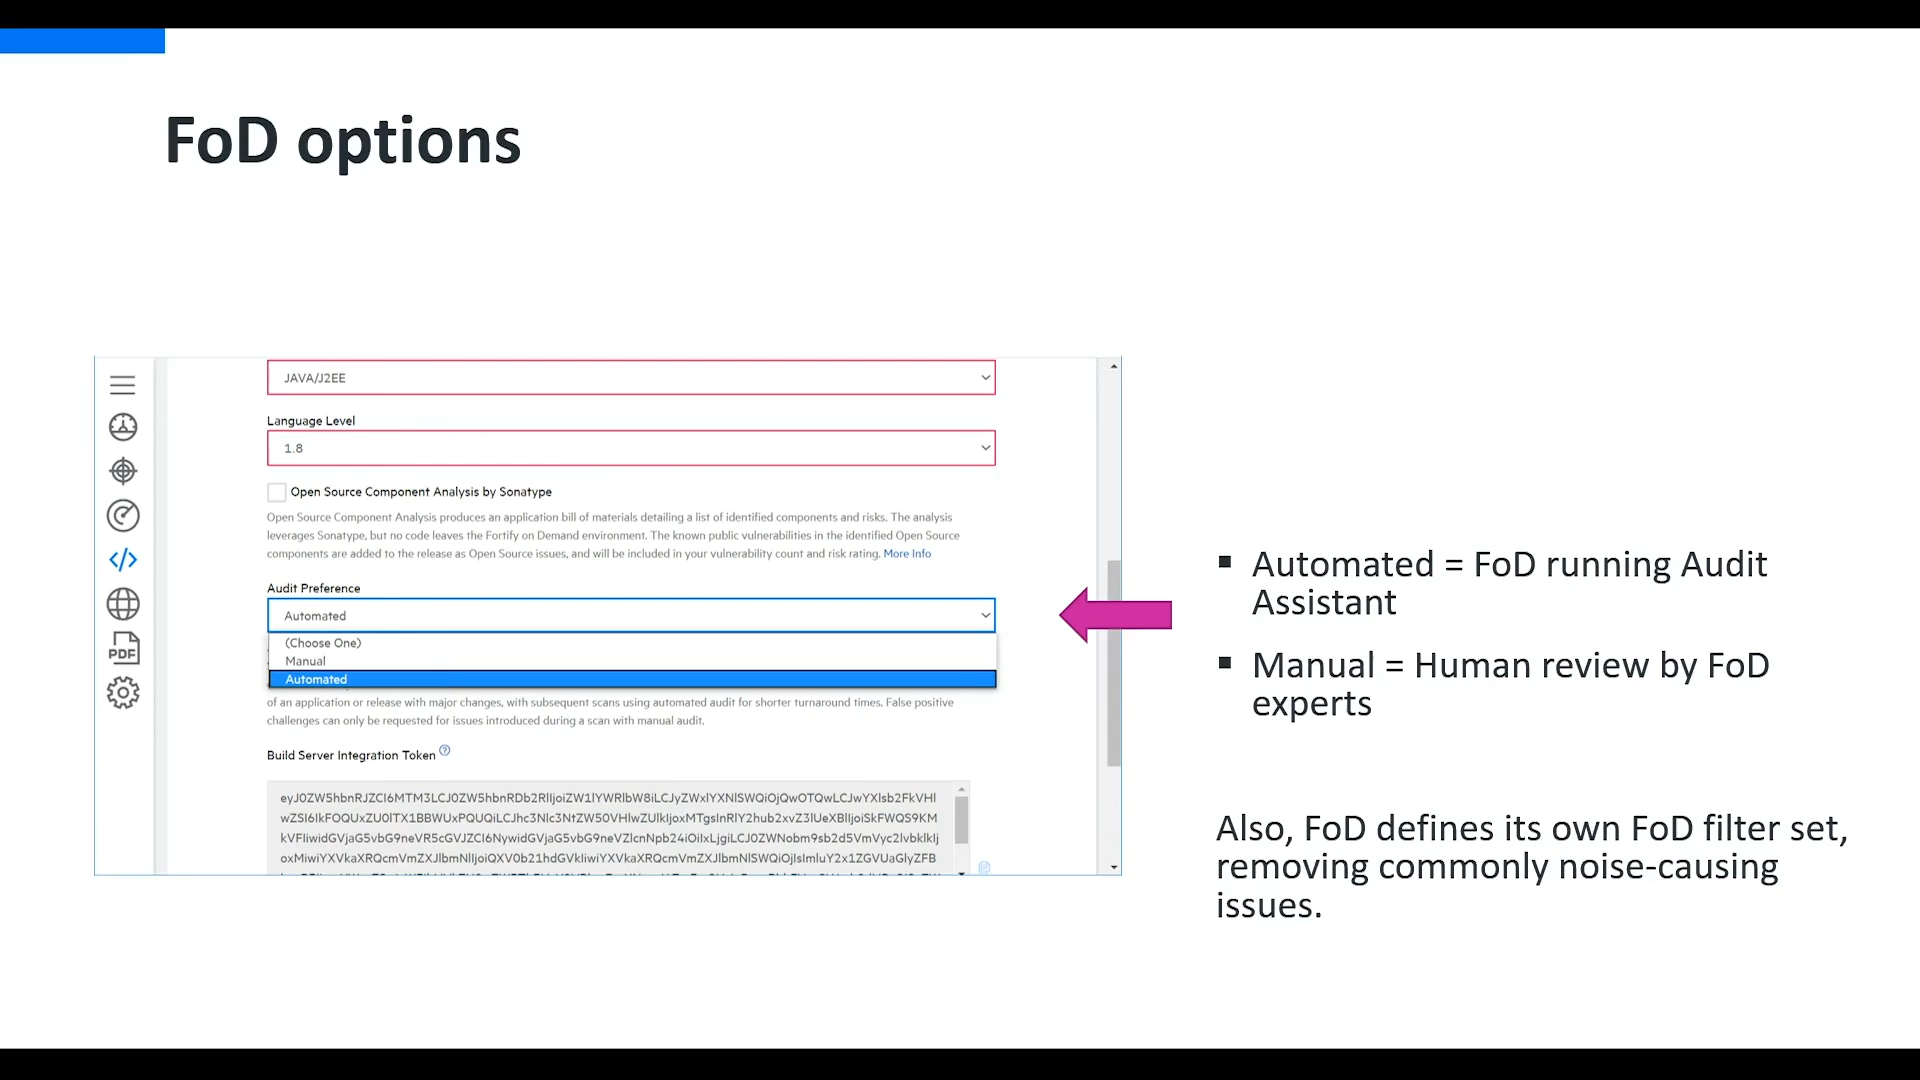 FoD options
JAVA/J2EE
Language Level
1.8
Open Source Component Analysis by Sonatype
Open Source Component Analysis produces an application bill of materials detailing a list of identified components and risks. The analysis
leverages Sonatype, but no code leaves the Fortify on Demand environment. The known public vulnerabilities in the identified Open Source
components are added to the release as Open Source issues, and will be included in your vulnerability count and risk rating. More Info
Audit Preference
Automated
(Choose One)
Manual
Automated
of an application or release with major changes, with subsequent scans using automated audit for shorter turnaround times. False positive
challenges can only be requested for issues introduced during a scan with manual audit.
Build Server Integration Token
PDF
▪ Automated = FoD running Audit
Assistant
▪ Manual = Human review by FoD
experts
Also, FoD defines its own FoD filter set,
removing commonly noise-causing
issues.